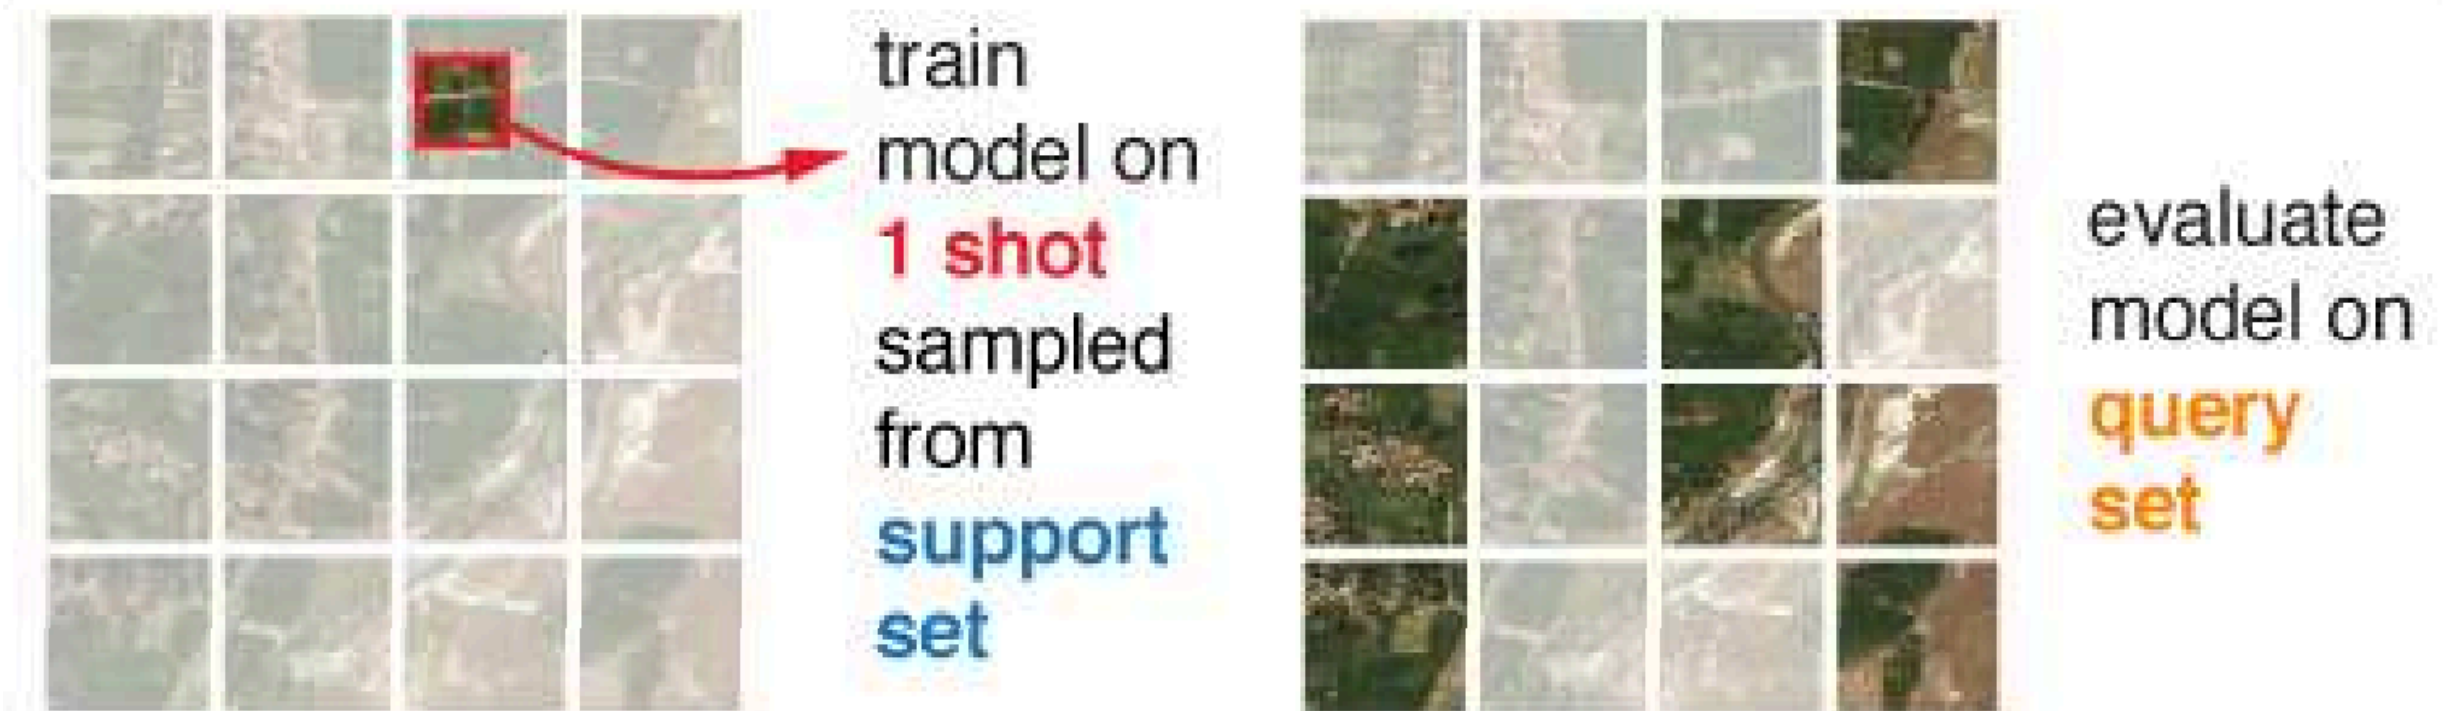 train
model on
1 shot
sampled
from
support
set
evaluate
model on
query
set